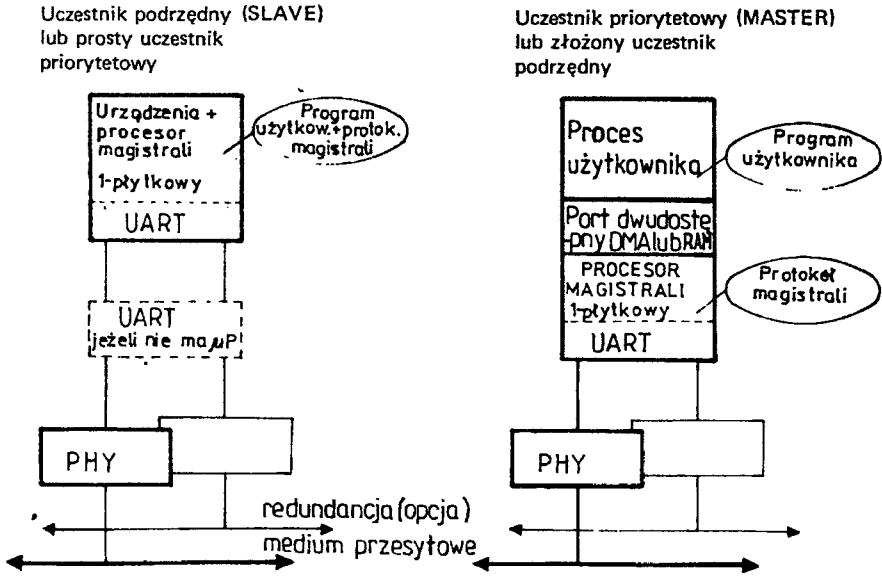 Uczestnik podrzędny (SLAVE)
lub prosty uczestnik
priorytetowy
Urządzenia +
procesor
magistrali
1-płytkowy
UART
Program
użytkow.+protok.
magistrali
UART
jeżeli nie ma µP
PHY
redundancja (opcja)
medium przesyłowe
Uczestnik priorytetowy (MASTER)
lub złożony uczestnik
podrzędny
Proces
użytkownika
Program
użytkownika
Port dwudostę
-pny DMA lub RAM
PROCESOR
MAGISTRALI
1-płytkowy
UART
Protokół
magistrali
PHY